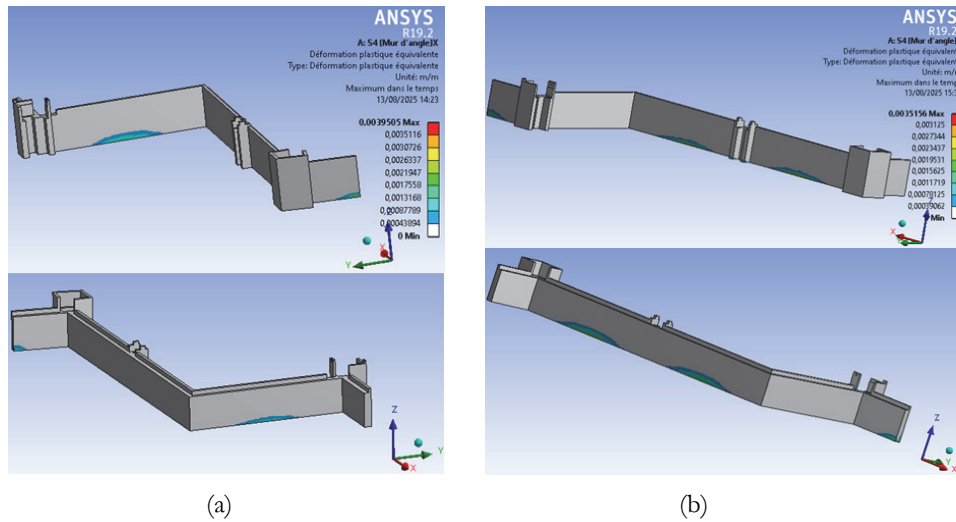 ANSYS
R19.2
A: S4 (Mur d'angle)X
Déformation plastique équivalente
Type: Déformation plastique équivalente
Unité: m/m
Maximum dans le temps
13/08/2025 14:23
0,0039505 Max
0,0035116
0,0030726
0,0026337
0,0021947
0,0017558
0,0013168
0,00087789
0,00043894
0 Min
Z
X
Y
Z
Y
X
(a)
ANSYS
R19.2
A: S4 (Mur d'angle)
Déformation plastique équivalente
Type: Déformation plastique équivalente
Unité: m/m
Maximum dans le temps
13/08/2025 15:
0,0035156 Max
0,003125
0,0027344
0,0023437
0,0019531
0,0015625
0,0011719
0,00078125
0,00039062
Min
Z
X
Y
Z
Y
X
(b)